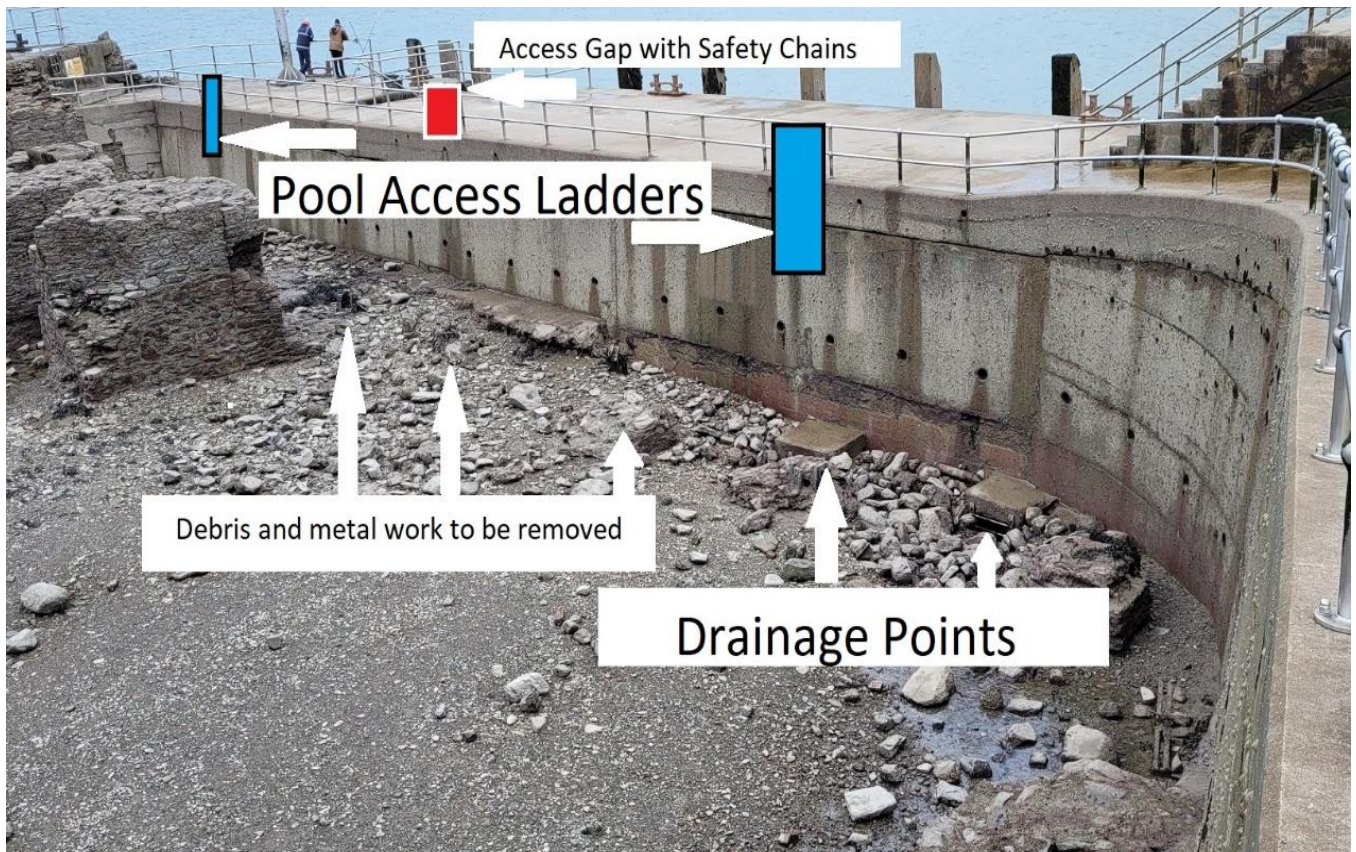 Access Gap with Safety Chains
Pool Access Ladders
Debris and metal work to be removed
Drainage Points